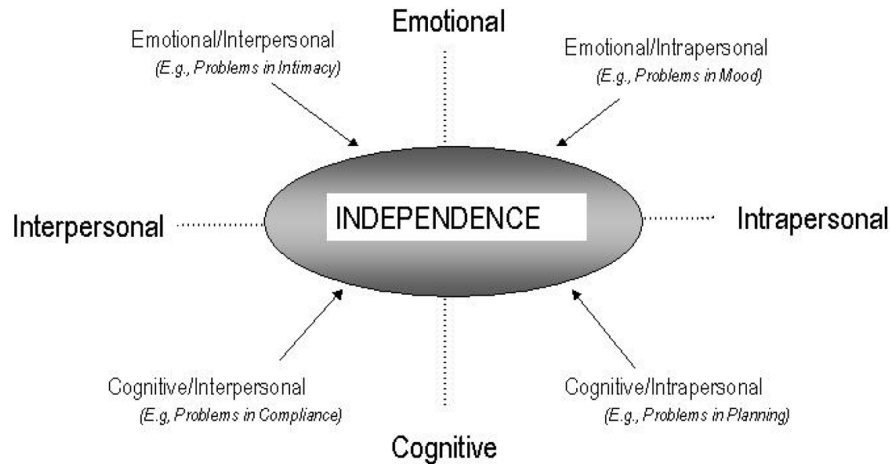 Emotional
Emotional/Interpersonal
(E.g., Problems in Intimacy)
Emotional/Intrapersonal
(E.g., Problems in Mood)
Interpersonal
INDEPENDENCE
Intrapersonal
Cognitive/Interpersonal
(E.g, Problems in Compliance)
Cognitive/Intrapersonal
(E.g., Problems in Planning)
Cognitive